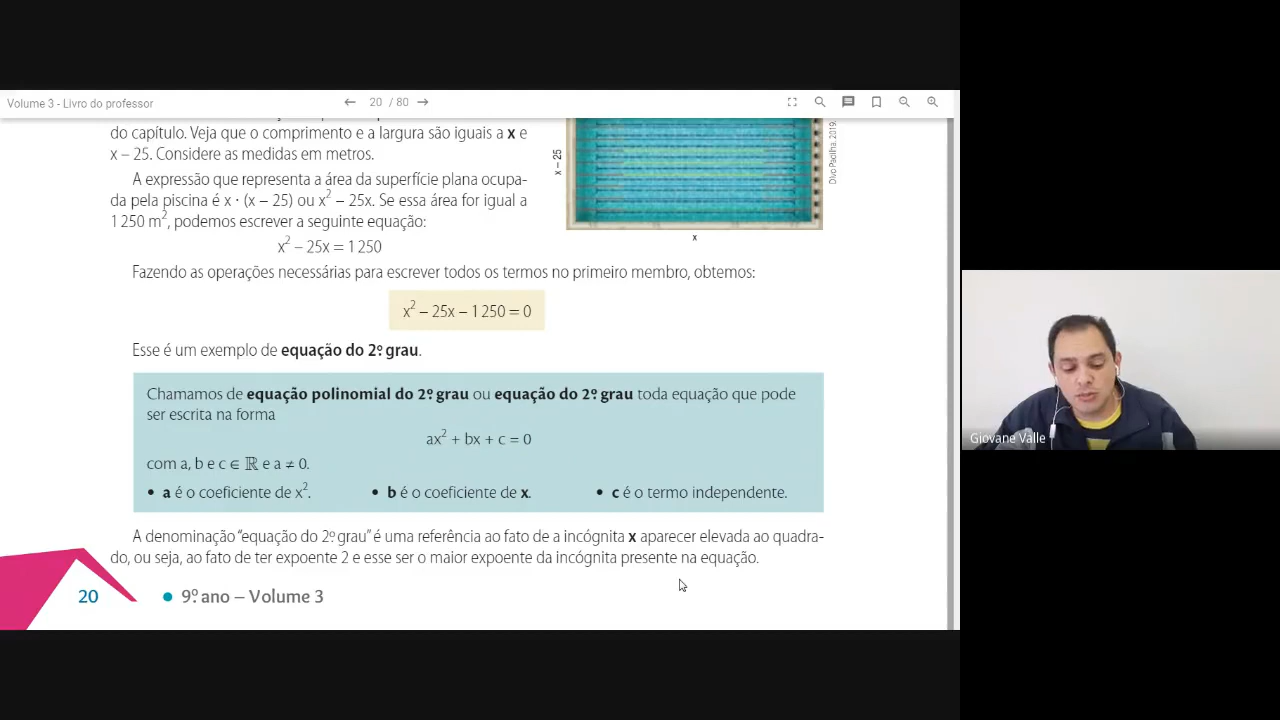 Volume 3 - Livro do professor
20 / 80
do capítulo. Veja que o comprimento e a largura são iguais a x e
x – 25. Considere as medidas em metros.
A expressão que representa a área da superfície plana ocupa-
da pela piscina é x · (x – 25) ou x² – 25x. Se essa área for igual a
1 250 m², podemos escrever a seguinte equação:
x² – 25x = 1 250
x – 25
x
Divo Padilha. 2019.
Fazendo as operações necessárias para escrever todos os termos no primeiro membro, obtemos:
x² – 25x – 1 250 = 0
Esse é um exemplo de equação do 2º. grau.
Chamamos de equação polinomial do 2º. grau ou equação do 2º. grau toda equação que pode
ser escrita na forma
ax² + bx + c = 0
com a, b e c ∈ ℝ e a ≠ 0.
• a é o coeficiente de x². • b é o coeficiente de x. • c é o termo independente.
A denominação “equação do 2º. grau” é uma referência ao fato de a incógnita x aparecer elevada ao quadra-
do, ou seja, ao fato de ter expoente 2 e esse ser o maior expoente da incógnita presente na equação.
20 • 9º. ano – Volume 3
Giovane Valle